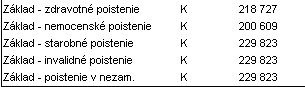 Základ - zdravotné poistenie K 218 727
Základ - nemocenské poistenie K 200 609
Základ - starobné poistenie K 229 823
Základ - invalidné poistenie K 229 823
Základ - poistenie v nezam. K 229 823